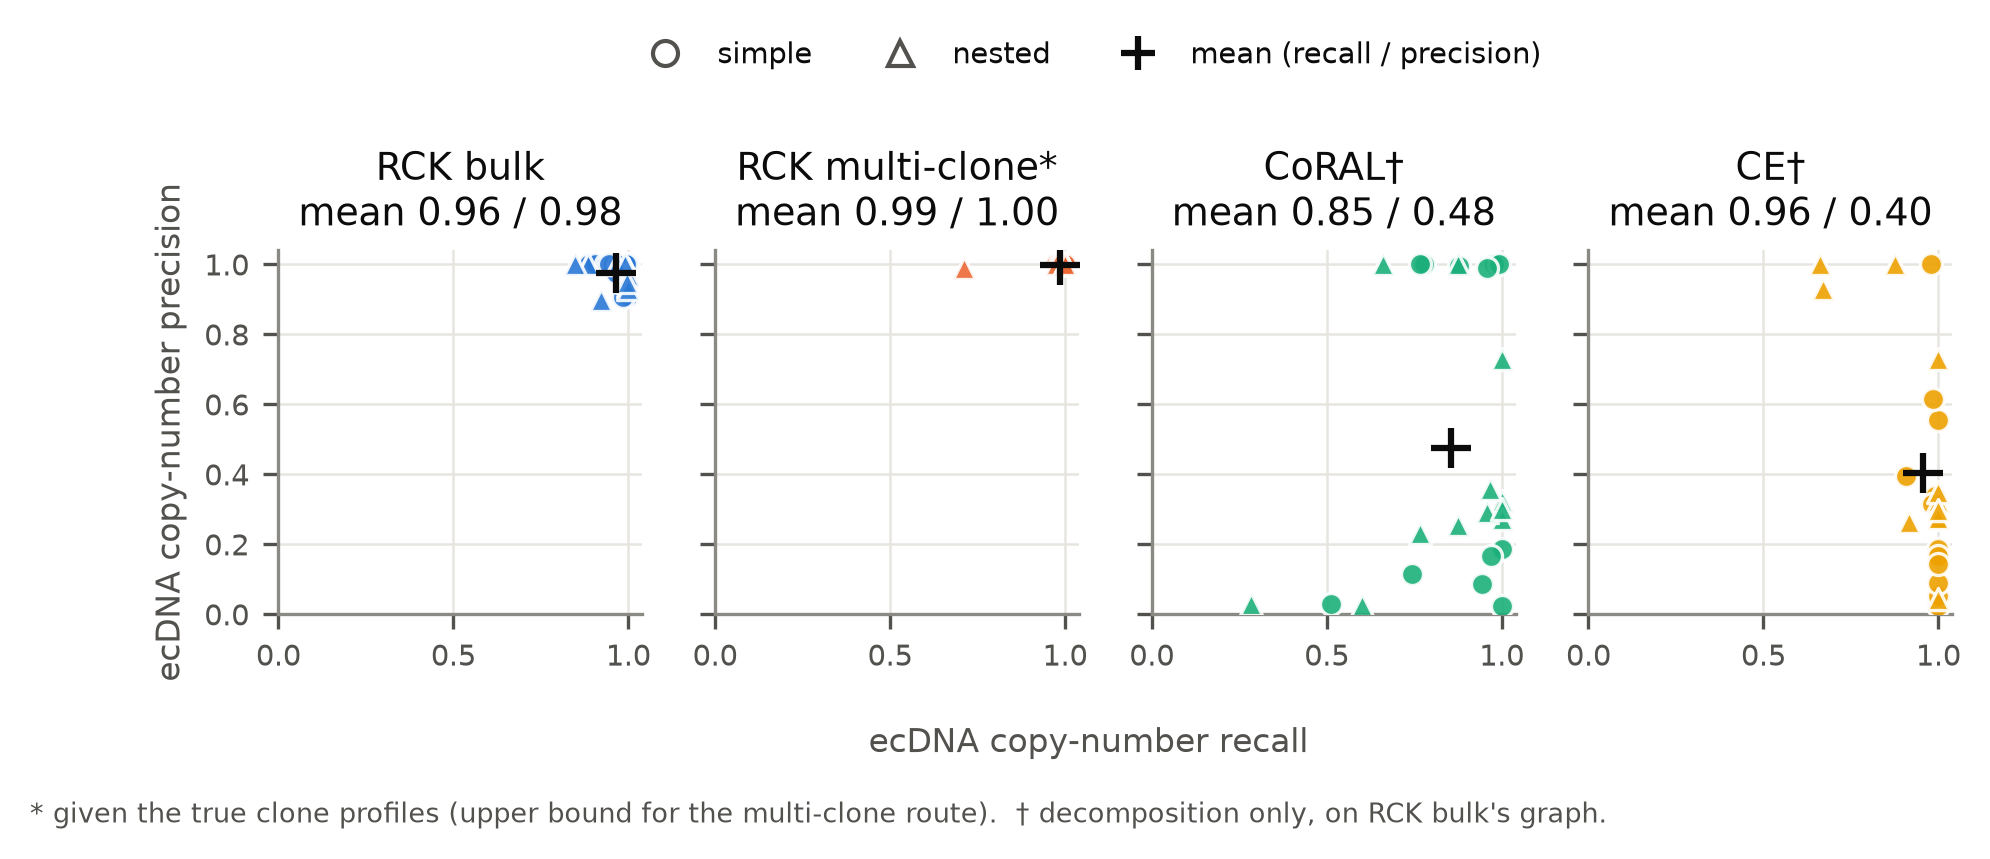 simple nested mean (recall / precision)
RCK bulk
mean 0.96 / 0.98
RCK multi-clone*
mean 0.99 / 1.00
CoRAL†
mean 0.85 / 0.48
CE†
mean 0.96 / 0.40
ecDNA copy-number precision
1.0
0.8
0.6
0.4
0.2
0.0
0.0 0.5 1.0 0.0 0.5 1.0 0.0 0.5 1.0 0.0 0.5 1.0
ecDNA copy-number recall
* given the true clone profiles (upper bound for the multi-clone route).  † decomposition only, on RCK bulk's graph.